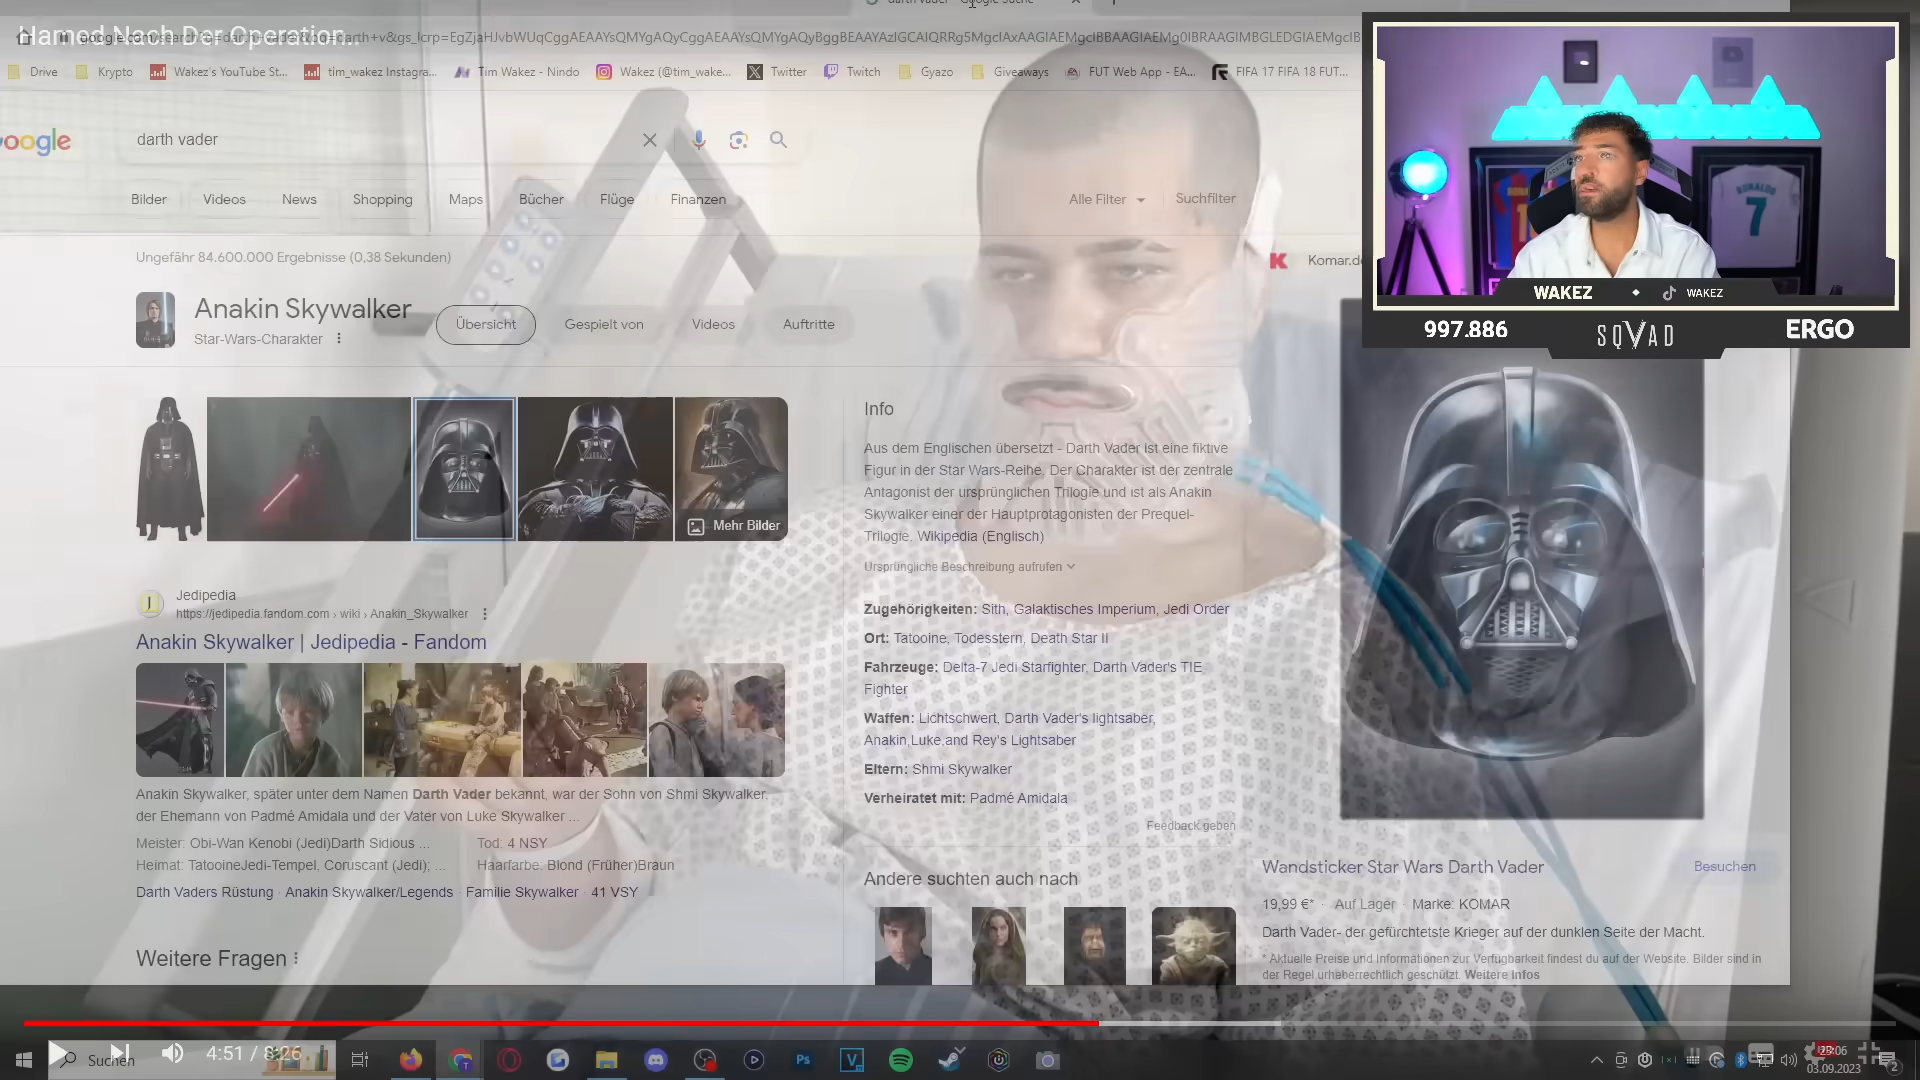 Hamed Nach Der Operation...
darth vader - Google Suche
Drive
Krypto
Wakez's YouTube St...
tim_wakez Instagra...
Tim Wakez - Nindo
Wakez (@tim_wake...
Twitter
Twitch
Gyazo
Giveaways
FUT Web App - EA...
FIFA 17 FIFA 18 FUT...
oogle
darth vader
Bilder
Videos
News
Shopping
Maps
Bücher
Flüge
Finanzen
Alle Filter
Suchfilter
Ungefähr 84.600.000 Ergebnisse (0,38 Sekunden)
Anakin Skywalker
Star-Wars-Charakter
Übersicht
Gespielt von
Videos
Auftritte
Mehr Bilder
Jedipedia
https://jedipedia.fandom.com › wiki › Anakin_Skywalker
Anakin Skywalker | Jedipedia - Fandom
Anakin Skywalker, später unter dem Namen Darth Vader bekannt, war der Sohn von Shmi Skywalker,
der Ehemann von Padmé Amidala und der Vater von Luke Skywalker ...
Meister: Obi-Wan Kenobi (Jedi)Darth Sidious ...
Tod: 4 NSY
Heimat: TatooineJedi-Tempel, Coruscant (Jedi); ...
Haarfarbe: Blond (Früher)Braun
Darth Vaders Rüstung · Anakin Skywalker/Legends · Familie Skywalker · 41 VSY
Weitere Fragen
Info
Aus dem Englischen übersetzt - Darth Vader ist eine fiktive
Figur in der Star Wars-Reihe. Der Charakter ist der zentrale
Antagonist der ursprünglichen Trilogie und ist als Anakin
Skywalker einer der Hauptprotagonisten der Prequel-
Trilogie. Wikipedia (Englisch)
Ursprüngliche Beschreibung aufrufen
Zugehörigkeiten: Sith, Galaktisches Imperium, Jedi Order
Ort: Tatooine, Todesstern, Death Star II
Fahrzeuge: Delta-7 Jedi Starfighter, Darth Vader's TIE
Fighter
Waffen: Lichtschwert, Darth Vader's lightsaber,
Anakin,Luke,and Rey's Lightsaber
Eltern: Shmi Skywalker
Verheiratet mit: Padmé Amidala
Feedback geben
Andere suchten auch nach
K
Komar.de
RONALDO
7
WAKEZ
WAKEZ
997.886
SQVAD
ERGO
Wandsticker Star Wars Darth Vader
Besuchen
19,99 €* · Auf Lager · Marke: KOMAR
Darth Vader- der gefürchtetste Krieger auf der dunklen Seite der Macht.
* Aktuelle Preise und Informationen zur Verfügbarkeit findest du auf der Website. Bilder sind in
der Regel urheberrechtlich geschützt. Weitere Infos
4:51 / 8:26
Suchen
03.09.2023
2